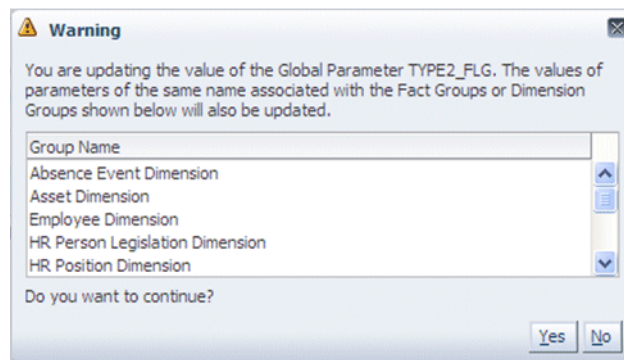 Warning
You are updating the value of the Global Parameter TYPE2_FLG. The values of
parameters of the same name associated with the Fact Groups or Dimension
Groups shown below will also be updated.
Group Name
Absence Event Dimension
Asset Dimension
Employee Dimension
HR Person Legislation Dimension
HR Position Dimension
Do you want to continue?
Yes No